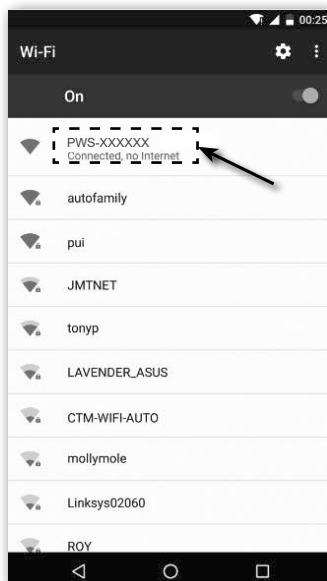 00:25
Wi-Fi
On
PWS-XXXXXX
Connected, no Internet
autofamily
pui
JMTNET
tonyp
LAVENDER_ASUS
CTM-WIFI-AUTO
mollymole
Linksys02060
ROY